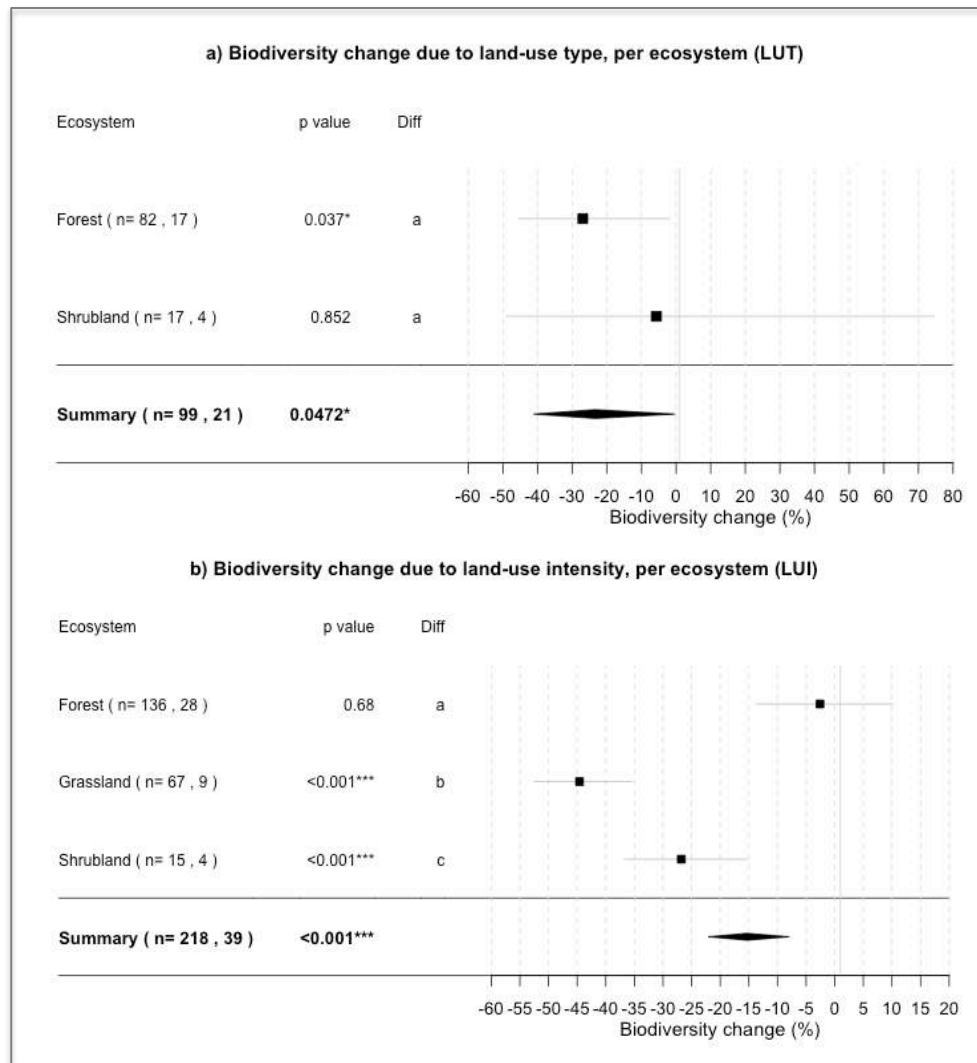 a) Biodiversity change due to land-use type, per ecosystem (LUT)
Ecosystem p value Diff
Forest ( n= 82 , 17 ) 0.037* a
Shrubland ( n= 17 , 4 ) 0.852 a
Summary ( n= 99 , 21 ) 0.0472*
-60 -50 -40 -30 -20 -10 0 10 20 30 40 50 60 70 80
Biodiversity change (%)
b) Biodiversity change due to land-use intensity, per ecosystem (LUI)
Ecosystem p value Diff
Forest ( n= 136 , 28 ) 0.68 a
Grassland ( n= 67 , 9 ) <0.001*** b
Shrubland ( n= 15 , 4 ) <0.001*** c
Summary ( n= 218 , 39 ) <0.001***
-60 -55 -50 -45 -40 -35 -30 -25 -20 -15 -10 -5 0 5 10 15 20
Biodiversity change (%)